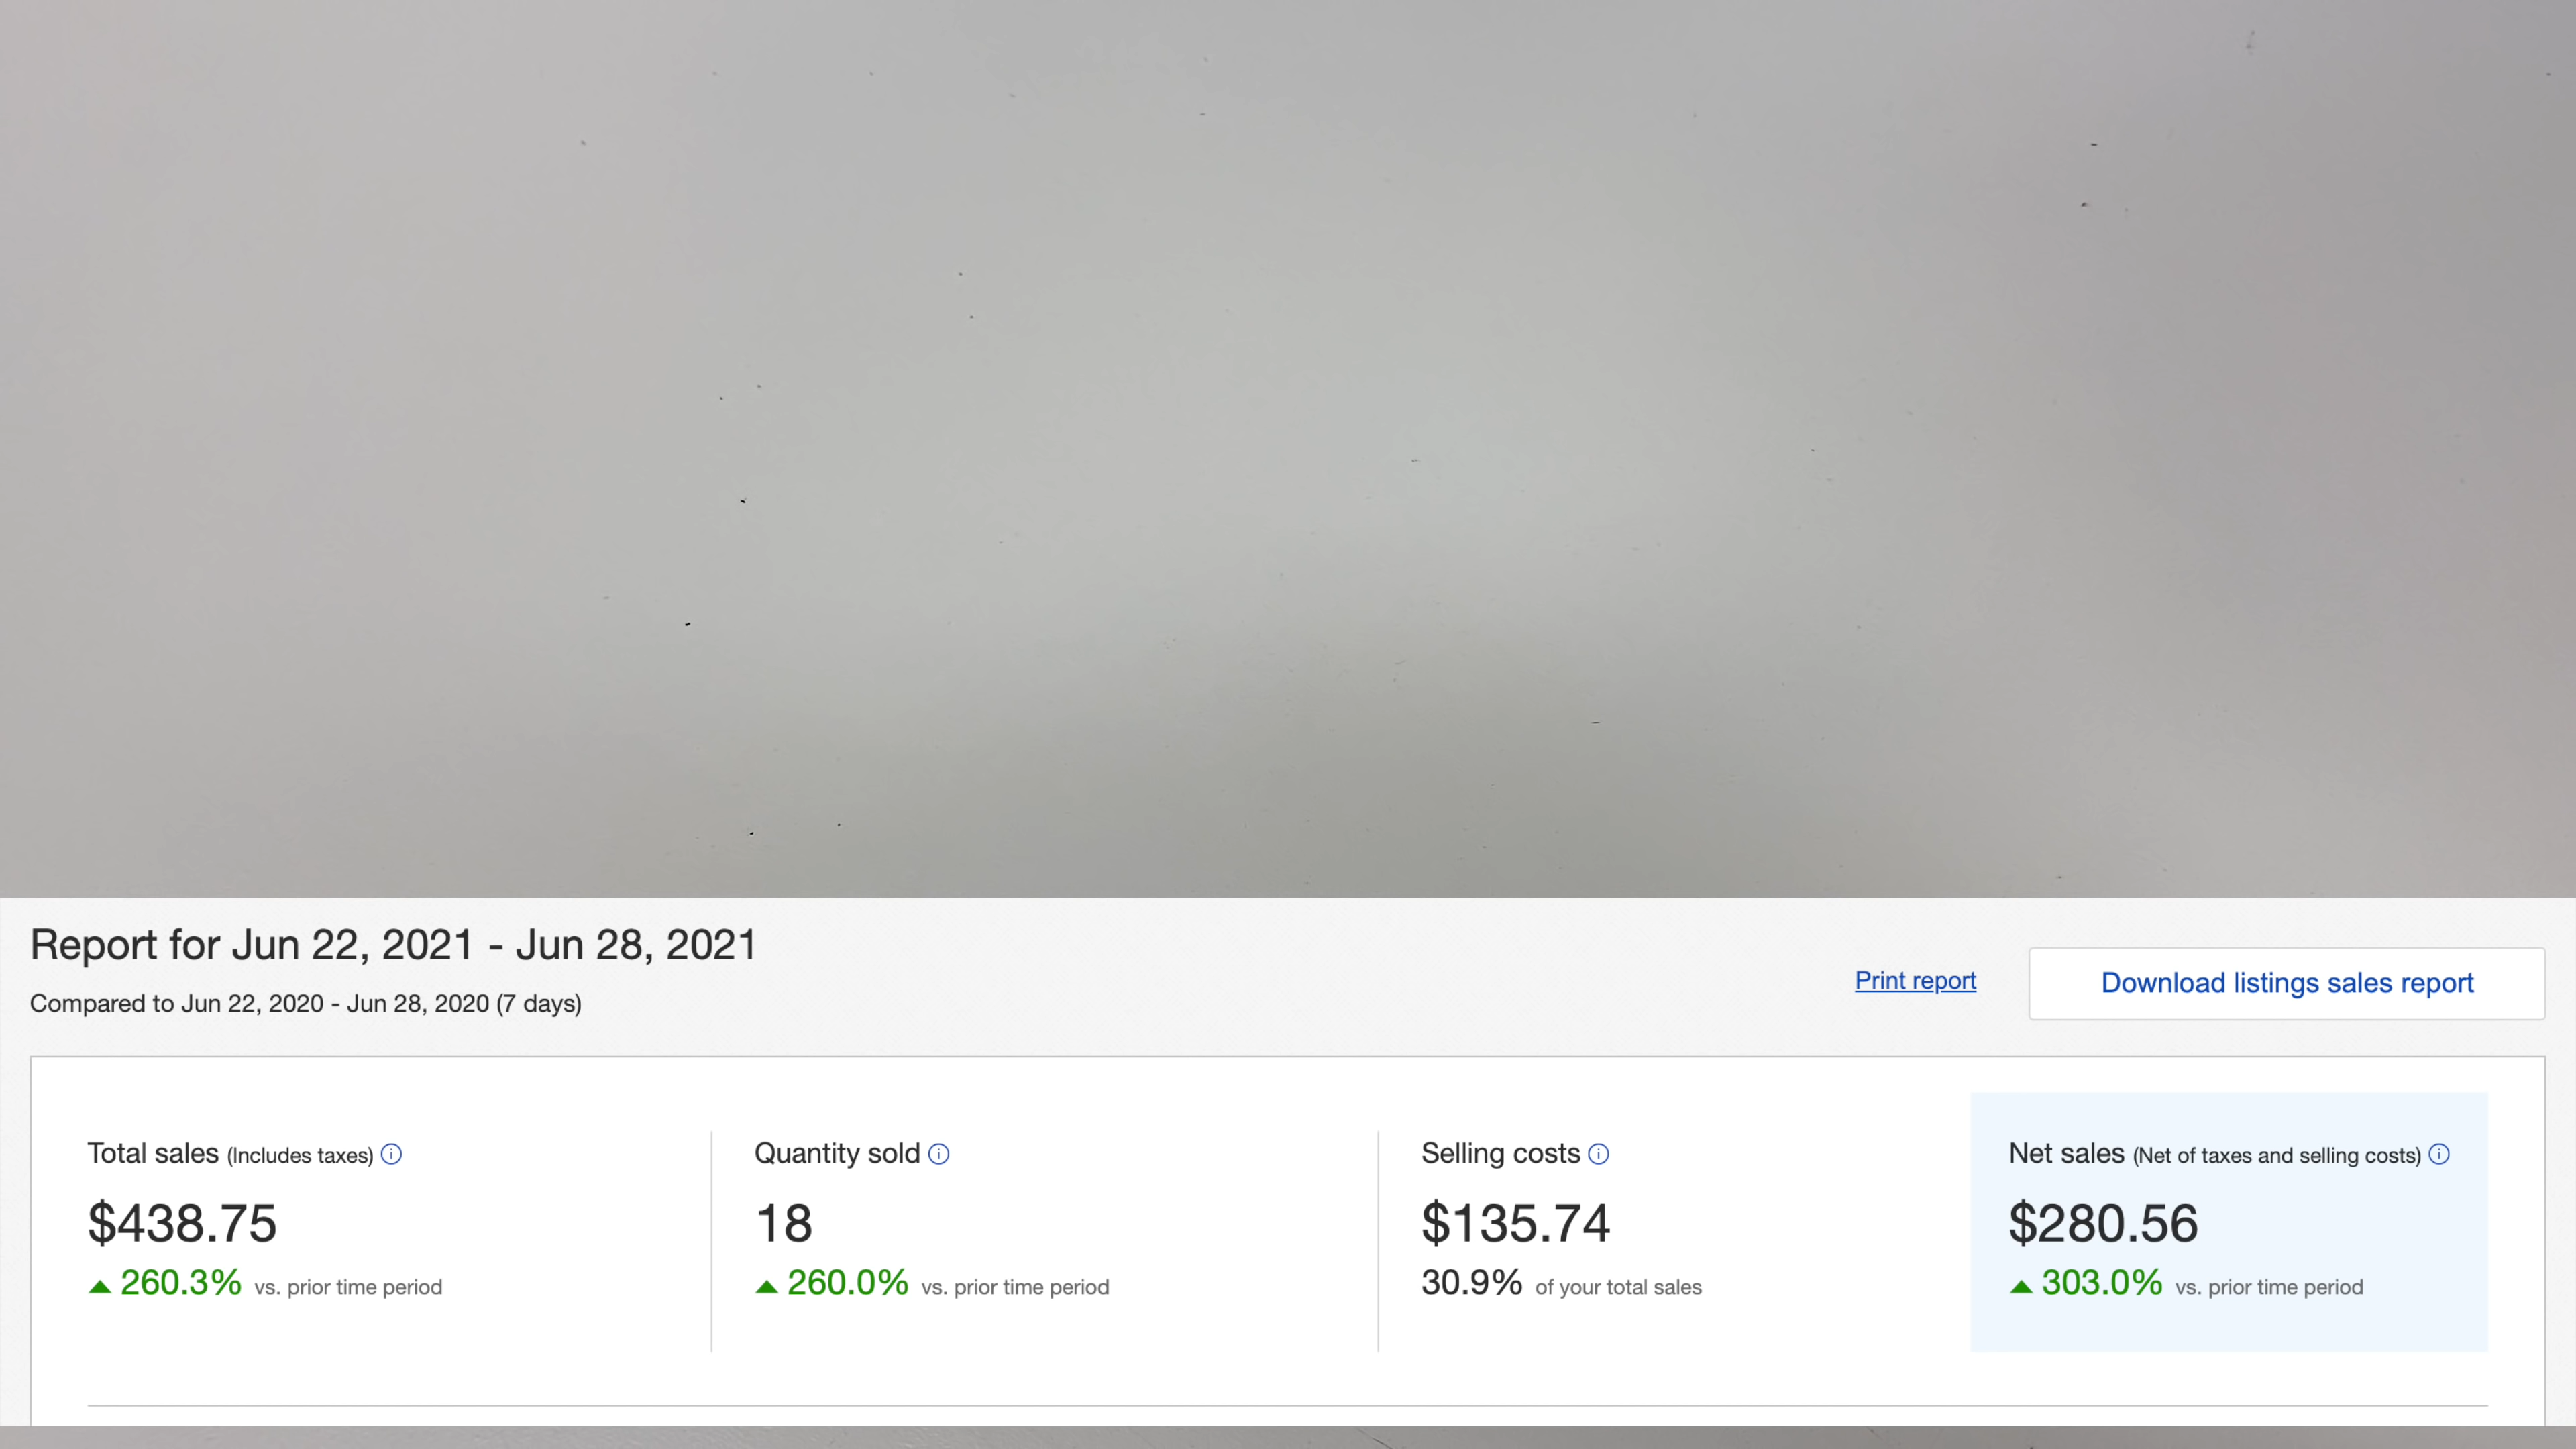 Report for Jun 22, 2021 - Jun 28, 2021
Compared to Jun 22, 2020 - Jun 28, 2020 (7 days)
Print report
Download listings sales report
Total sales (Includes taxes)
$438.75
260.3% vs. prior time period
Quantity sold
18
260.0% vs. prior time period
Selling costs
$135.74
30.9% of your total sales
Net sales (Net of taxes and selling costs)
$280.56
303.0% vs. prior time period